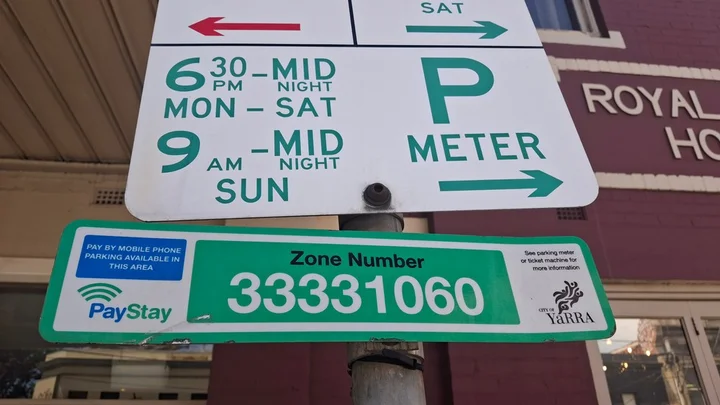 SAT
6 30 PM - MID NIGHT
MON - SAT
9 AM - MID NIGHT
SUN
P
METER
ROYAL
HO
PAY BY MOBILE PHONE
PARKING AVAILABLE IN
THIS AREA
PayStay
Zone Number
33331060
See parking meter
or ticket machine for
more information
CITY OF
YARRA